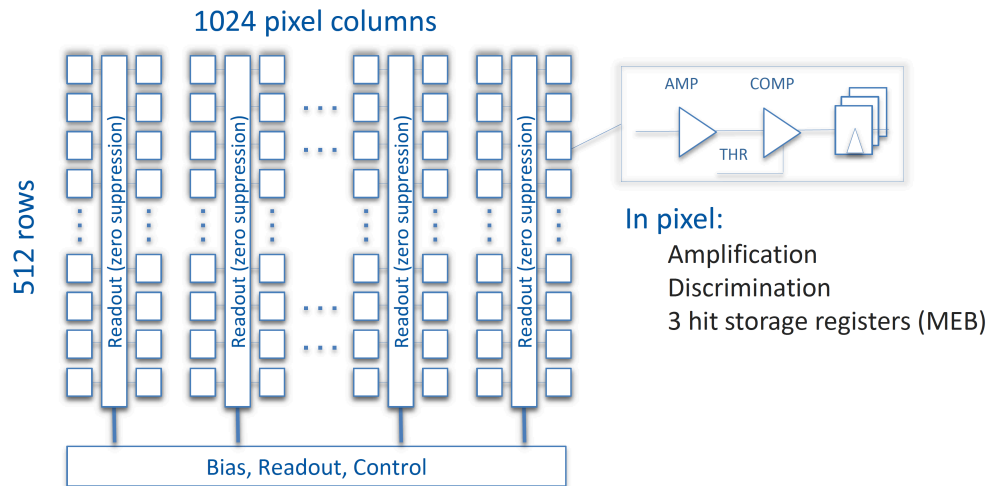 1024 pixel columns
512 rows
Readout (zero suppression)
Readout (zero suppression)
Readout (zero suppression)
Readout (zero suppression)
AMP
COMP
THR
In pixel:
Amplification
Discrimination
3 hit storage registers (MEB)
Bias, Readout, Control